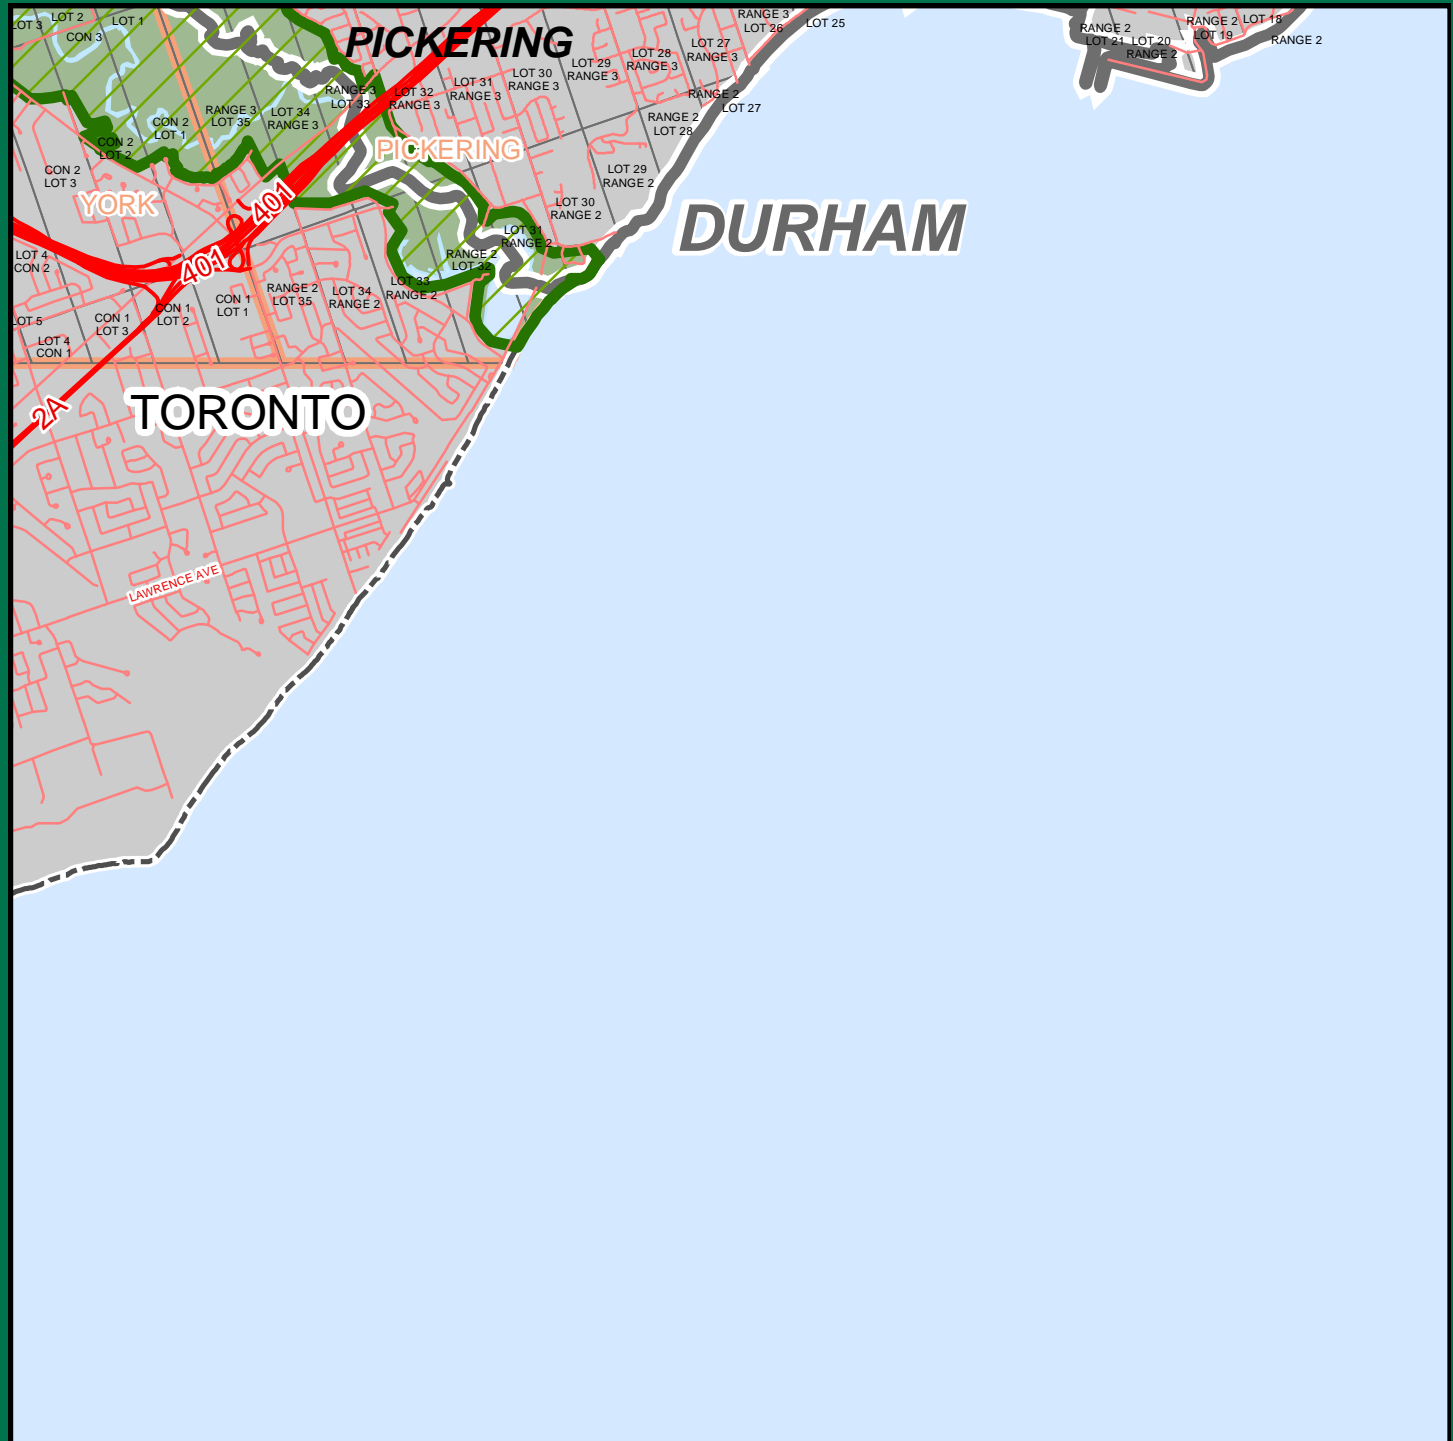 LOT 2
LOT 1
LOT 3
CON 3
PICKERING
RANGE 3
LOT 26
LOT 25
RANGE 2
LOT 21
LOT 20
RANGE 2
RANGE 2
LOT 19
LOT 18
RANGE 2
LOT 27
RANGE 3
LOT 28
RANGE 3
LOT 29
RANGE 3
LOT 30
RANGE 3
LOT 31
RANGE 3
LOT 32
RANGE 3
RANGE 3
LOT 33
LOT 34
RANGE 3
RANGE 3
LOT 35
CON 2
LOT 1
CON 2
LOT 2
CON 2
LOT 3
RANGE 2
LOT 27
RANGE 2
LOT 28
PICKERING
LOT 29
RANGE 2
LOT 30
RANGE 2
YORK
401
DURHAM
LOT 31
RANGE 2
RANGE 2
LOT 32
LOT 4
CON 2
401
LOT 33
RANGE 2
LOT 34
RANGE 2
RANGE 2
LOT 35
CON 1
LOT 1
CON 1
LOT 2
CON 1
LOT 3
LOT 5
LOT 4
CON 1
2A
TORONTO
LAWRENCE AVE